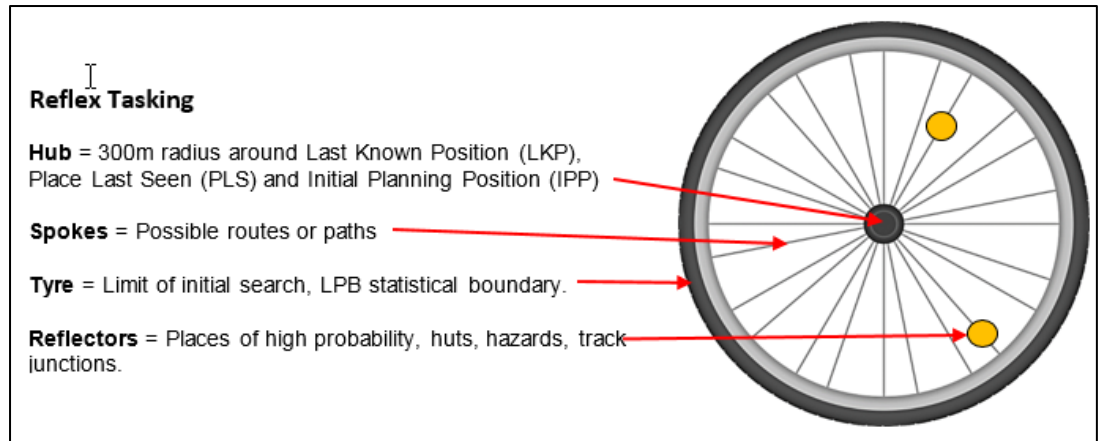 Reflex Tasking
Hub = 300m radius around Last Known Position (LKP),
Place Last Seen (PLS) and Initial Planning Position (IPP)
Spokes = Possible routes or paths
Tyre = Limit of initial search, LPB statistical boundary.
Reflectors = Places of high probability, huts, hazards, track
junctions.